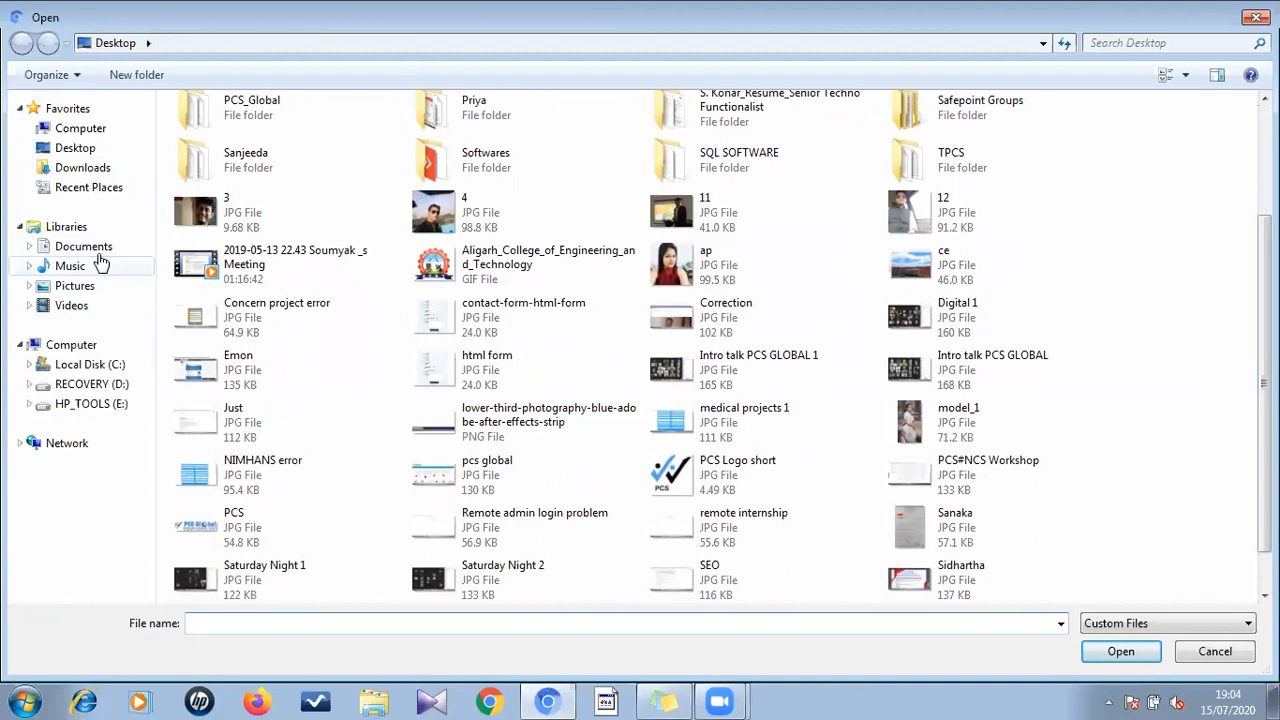 Open
Desktop
Search Desktop
Organize
New folder
Favorites
Computer
Desktop
Downloads
Recent Places
Libraries
Documents
Music
Pictures
Videos
Computer
Local Disk (C:)
RECOVERY (D:)
HP_TOOLS (E:)
Network
PCS_Global
File folder
Priya
File folder
S. Konar_Resume_Senior Techno
Functionalist
File folder
Safepoint Groups
File folder
Sanjeeda
File folder
Softwares
File folder
SQL SOFTWARE
File folder
TPCS
File folder
3
JPG File
9.68 KB
4
JPG File
98.8 KB
11
JPG File
41.0 KB
12
JPG File
91.2 KB
2019-05-13 22.43 Soumyak _s
Meeting
01:16:42
Aligarh_College_of_Engineering_an
d_Technology
GIF File
ap
JPG File
99.5 KB
ce
JPG File
46.0 KB
Concern project error
JPG File
64.9 KB
contact-form-html-form
JPG File
24.0 KB
Correction
JPG File
102 KB
Digital 1
JPG File
160 KB
Emon
JPG File
135 KB
html form
JPG File
24.0 KB
Intro talk PCS GLOBAL 1
JPG File
165 KB
Intro talk PCS GLOBAL
JPG File
168 KB
Just
JPG File
112 KB
lower-third-photography-blue-ado
be-after-effects-strip
PNG File
medical projects 1
JPG File
111 KB
model_1
JPG File
71.2 KB
NIMHANS error
JPG File
95.4 KB
pcs global
JPG File
130 KB
PCS
PCS Logo short
JPG File
4.49 KB
PCS#NCS Workshop
JPG File
133 KB
PCS
JPG File
54.8 KB
Remote admin login problem
JPG File
56.9 KB
remote internship
JPG File
55.6 KB
Sanaka
JPG File
57.1 KB
Saturday Night 1
JPG File
122 KB
Saturday Night 2
JPG File
133 KB
SEO
JPG File
116 KB
Sidhartha
JPG File
137 KB
File name:
Custom Files
Open
Cancel
hp
19:04
15/07/2020